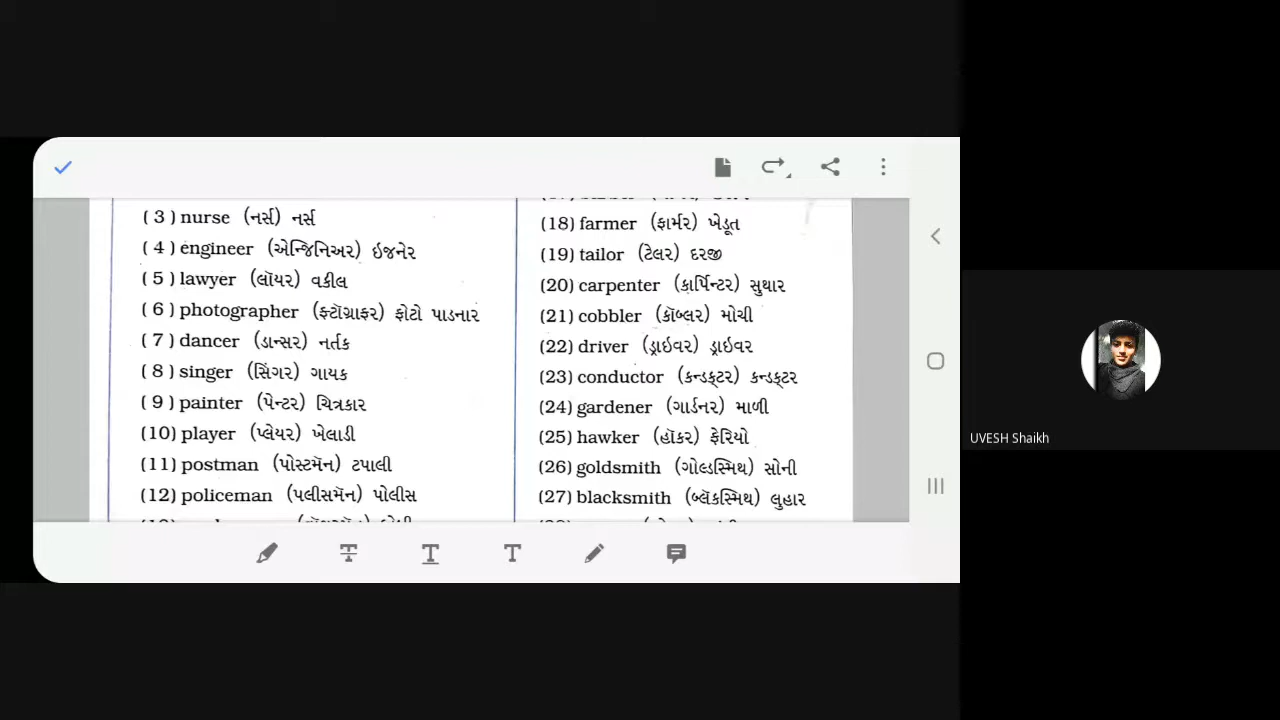 ( 3 ) nurse (નર્સ) નર્સ
( 4 ) engineer (એન્જિનિઅર) ઇજનેર
( 5 ) lawyer (લૉયર) વકીલ
( 6 ) photographer (ફટૉગ્રાફર) ફોટો પાડનાર
( 7 ) dancer (ડાન્સર) નર્તક
( 8 ) singer (સિંગર) ગાયક
( 9 ) painter (પેન્ટર) ચિત્રકાર
(10) player (પ્લેયર) ખેલાડી
(11) postman (પોસ્ટમૅન) ટપાલી
(12) policeman (પલીસમૅન) પોલીસ
(18) farmer (ફાર્મર) ખેડૂત
(19) tailor (ટેલર) દરજી
(20) carpenter (કાર્પિન્ટર) સુથાર
(21) cobbler (કૉબ્લર) મોચી
(22) driver (ડ્રાઇવર) ડ્રાઇવર
(23) conductor (કન્ડક્ટર) કન્ડક્ટર
(24) gardener (ગાર્ડનર) માળી
(25) hawker (હૉકર) ફેરિયો
(26) goldsmith (ગોલ્ડસ્મિથ) સોની
(27) blacksmith (બ્લૅકસ્મિથ) લુહાર
UVESH Shaikh